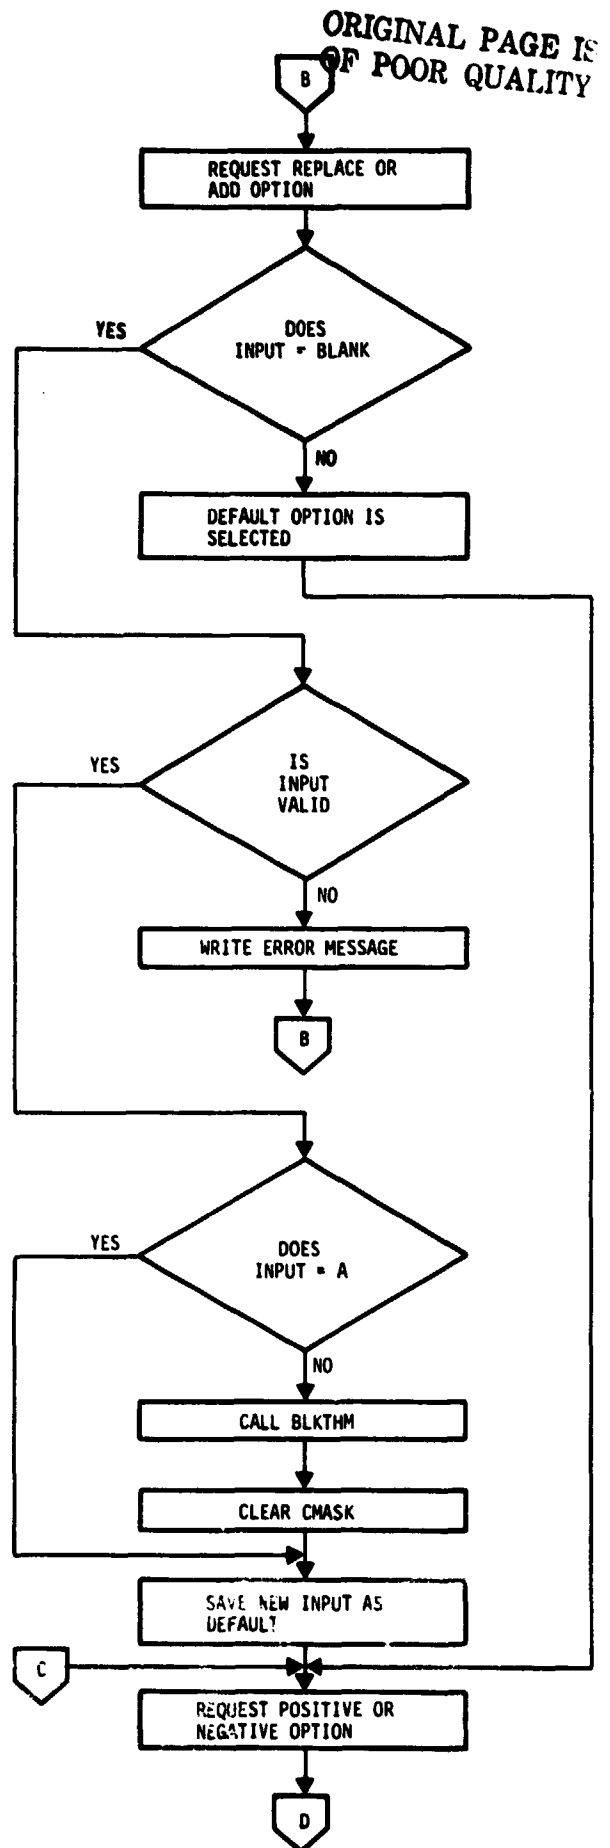 ORIGINAL PAGE IS
OF POOR QUALITY
B
REQUEST REPLACE OR
ADD OPTION
YES
DOES
INPUT = BLANK
NO
DEFAULT OPTION IS
SELECTED
YES
IS
INPUT
VALID
NO
WRITE ERROR MESSAGE
B
YES
DOES
INPUT = A
NO
CALL BLKTHM
CLEAR CMASK
SAVE NEW INPUT AS
DEFAULT
C
REQUEST POSITIVE OR
NEGATIVE OPTION
D